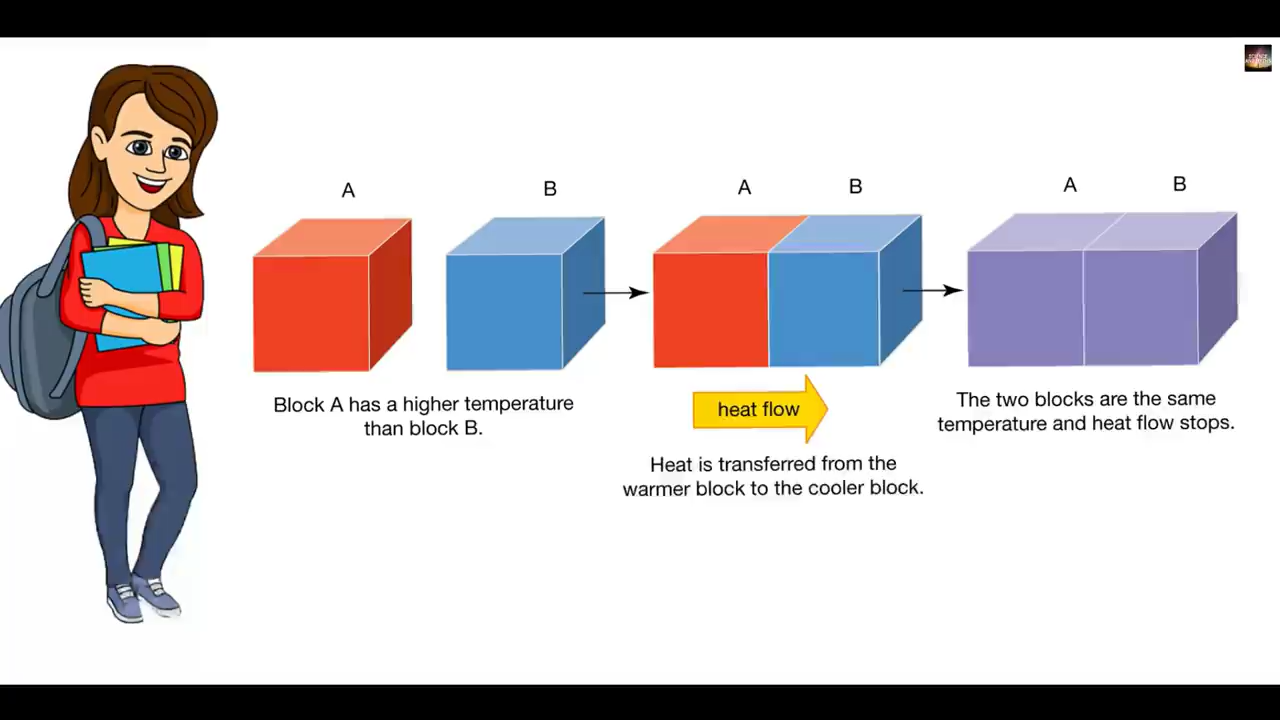 A
B
A
B
A
B
Block A has a higher temperature
than block B.
heat flow
Heat is transferred from the
warmer block to the cooler block.
The two blocks are the same
temperature and heat flow stops.